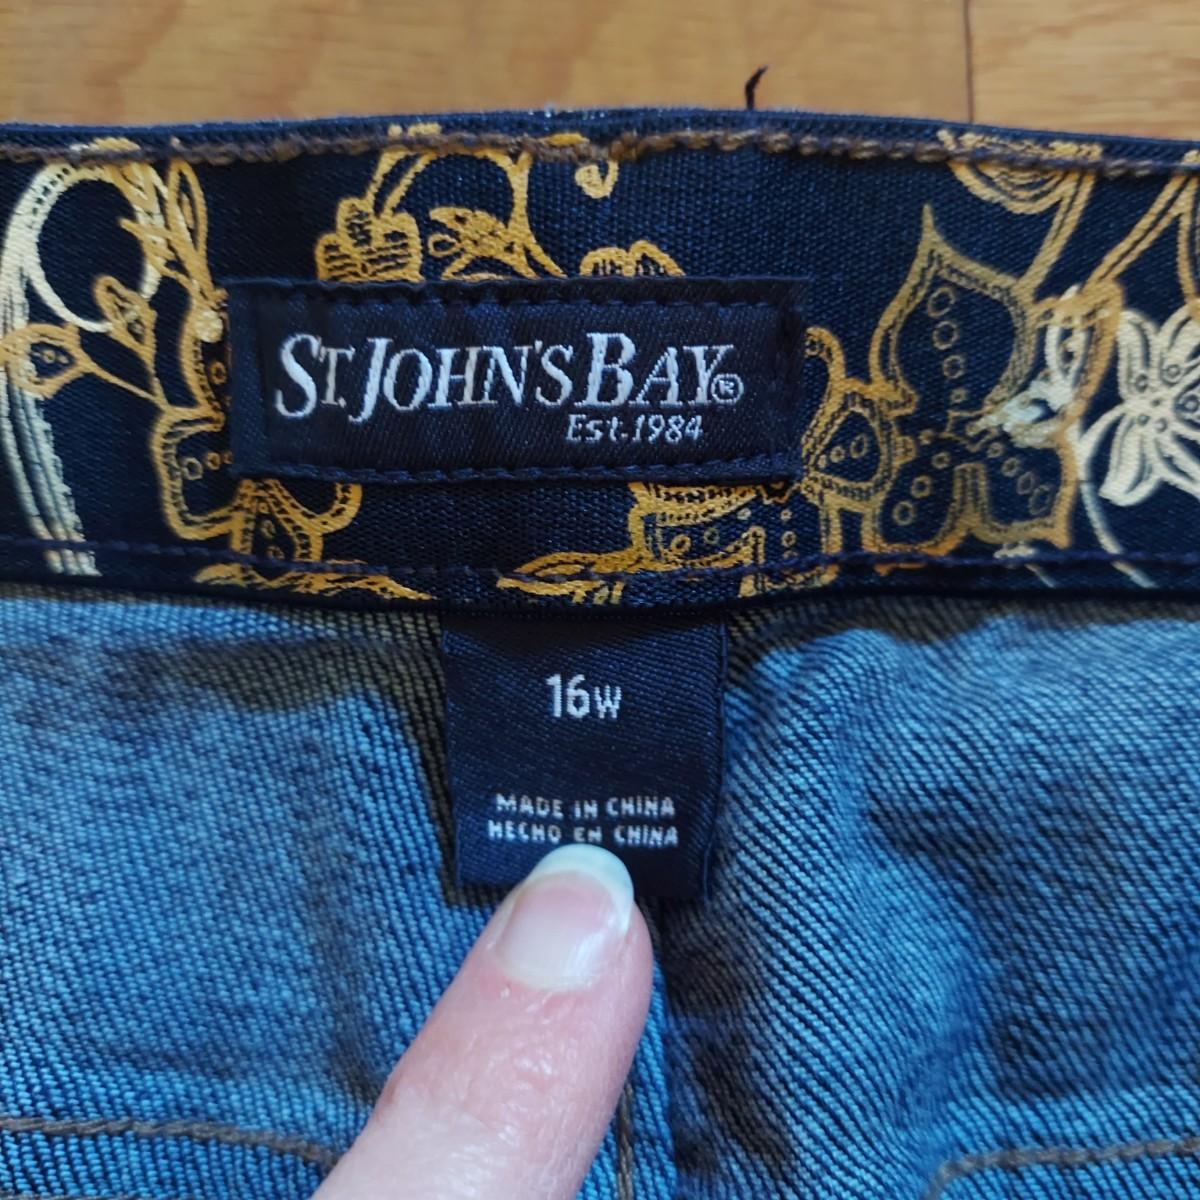 ST. JOHN'S BAY®
Est. 1984
16W
MADE IN CHINA
HECHO EN CHINA